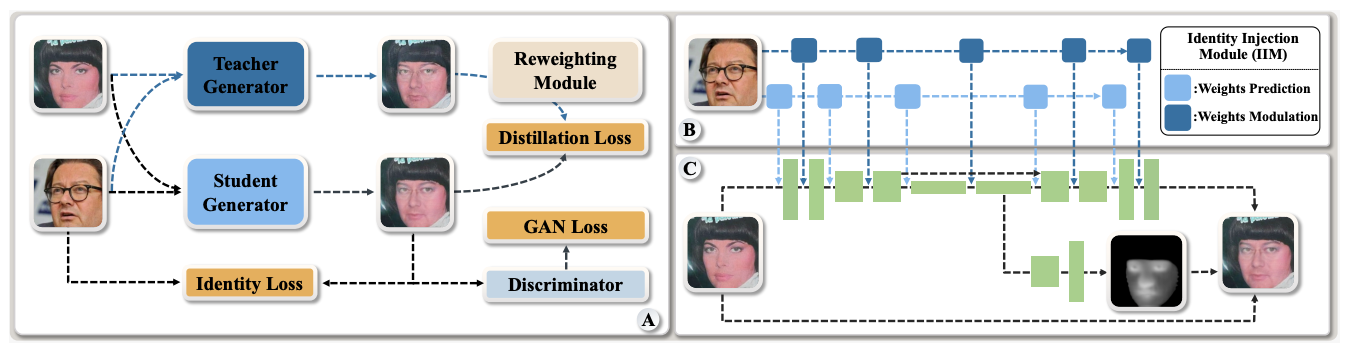 Teacher
Generator
Reweighting
Module
Distillation Loss
Student
Generator
GAN Loss
Identity Loss
Discriminator
A
B
Identity Injection
Module (IIM)
:Weights Prediction
:Weights Modulation
C